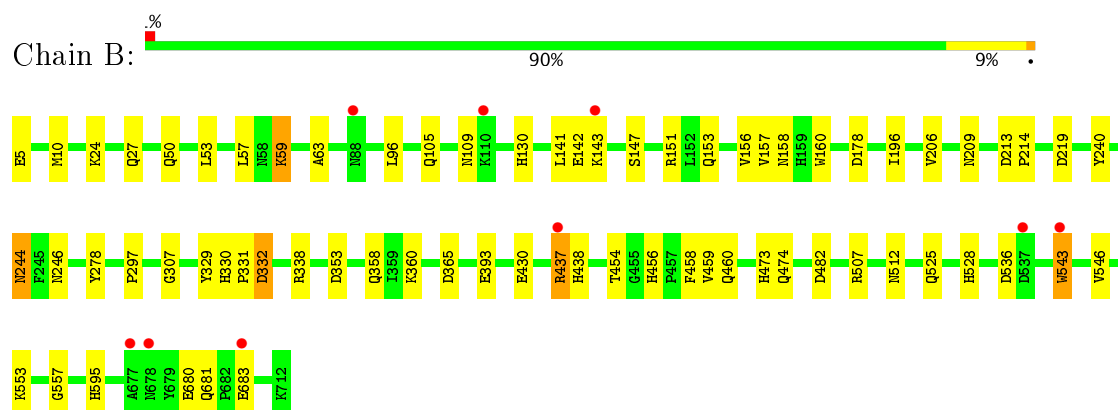 .%
Chain B:
90% 9% •
E5 M10 K24 Q27 Q50 L53 L57 N58 K59 A63 N88 L96 Q105 N109 K110 H130 L141 E142 K143 S147 R151 L152 Q153 V156 V157 N158 H159 W160 D178 I196 V206 N209 D213 P214 D219 Y240
N244 F245 N246 Y278 P297 G307 Y329 H330 P331 D332 R338 D353 Q358 I359 K360 D365 E393 E430 R437 H438 T454 G455 H456 P457 F458 V459 Q460 H473 Q474 D482 R507 N512 Q525 H528 D536 D537 W543 V546
K553 G557 H595 A677 N678 Y679 E680 Q681 P682 E683 K712